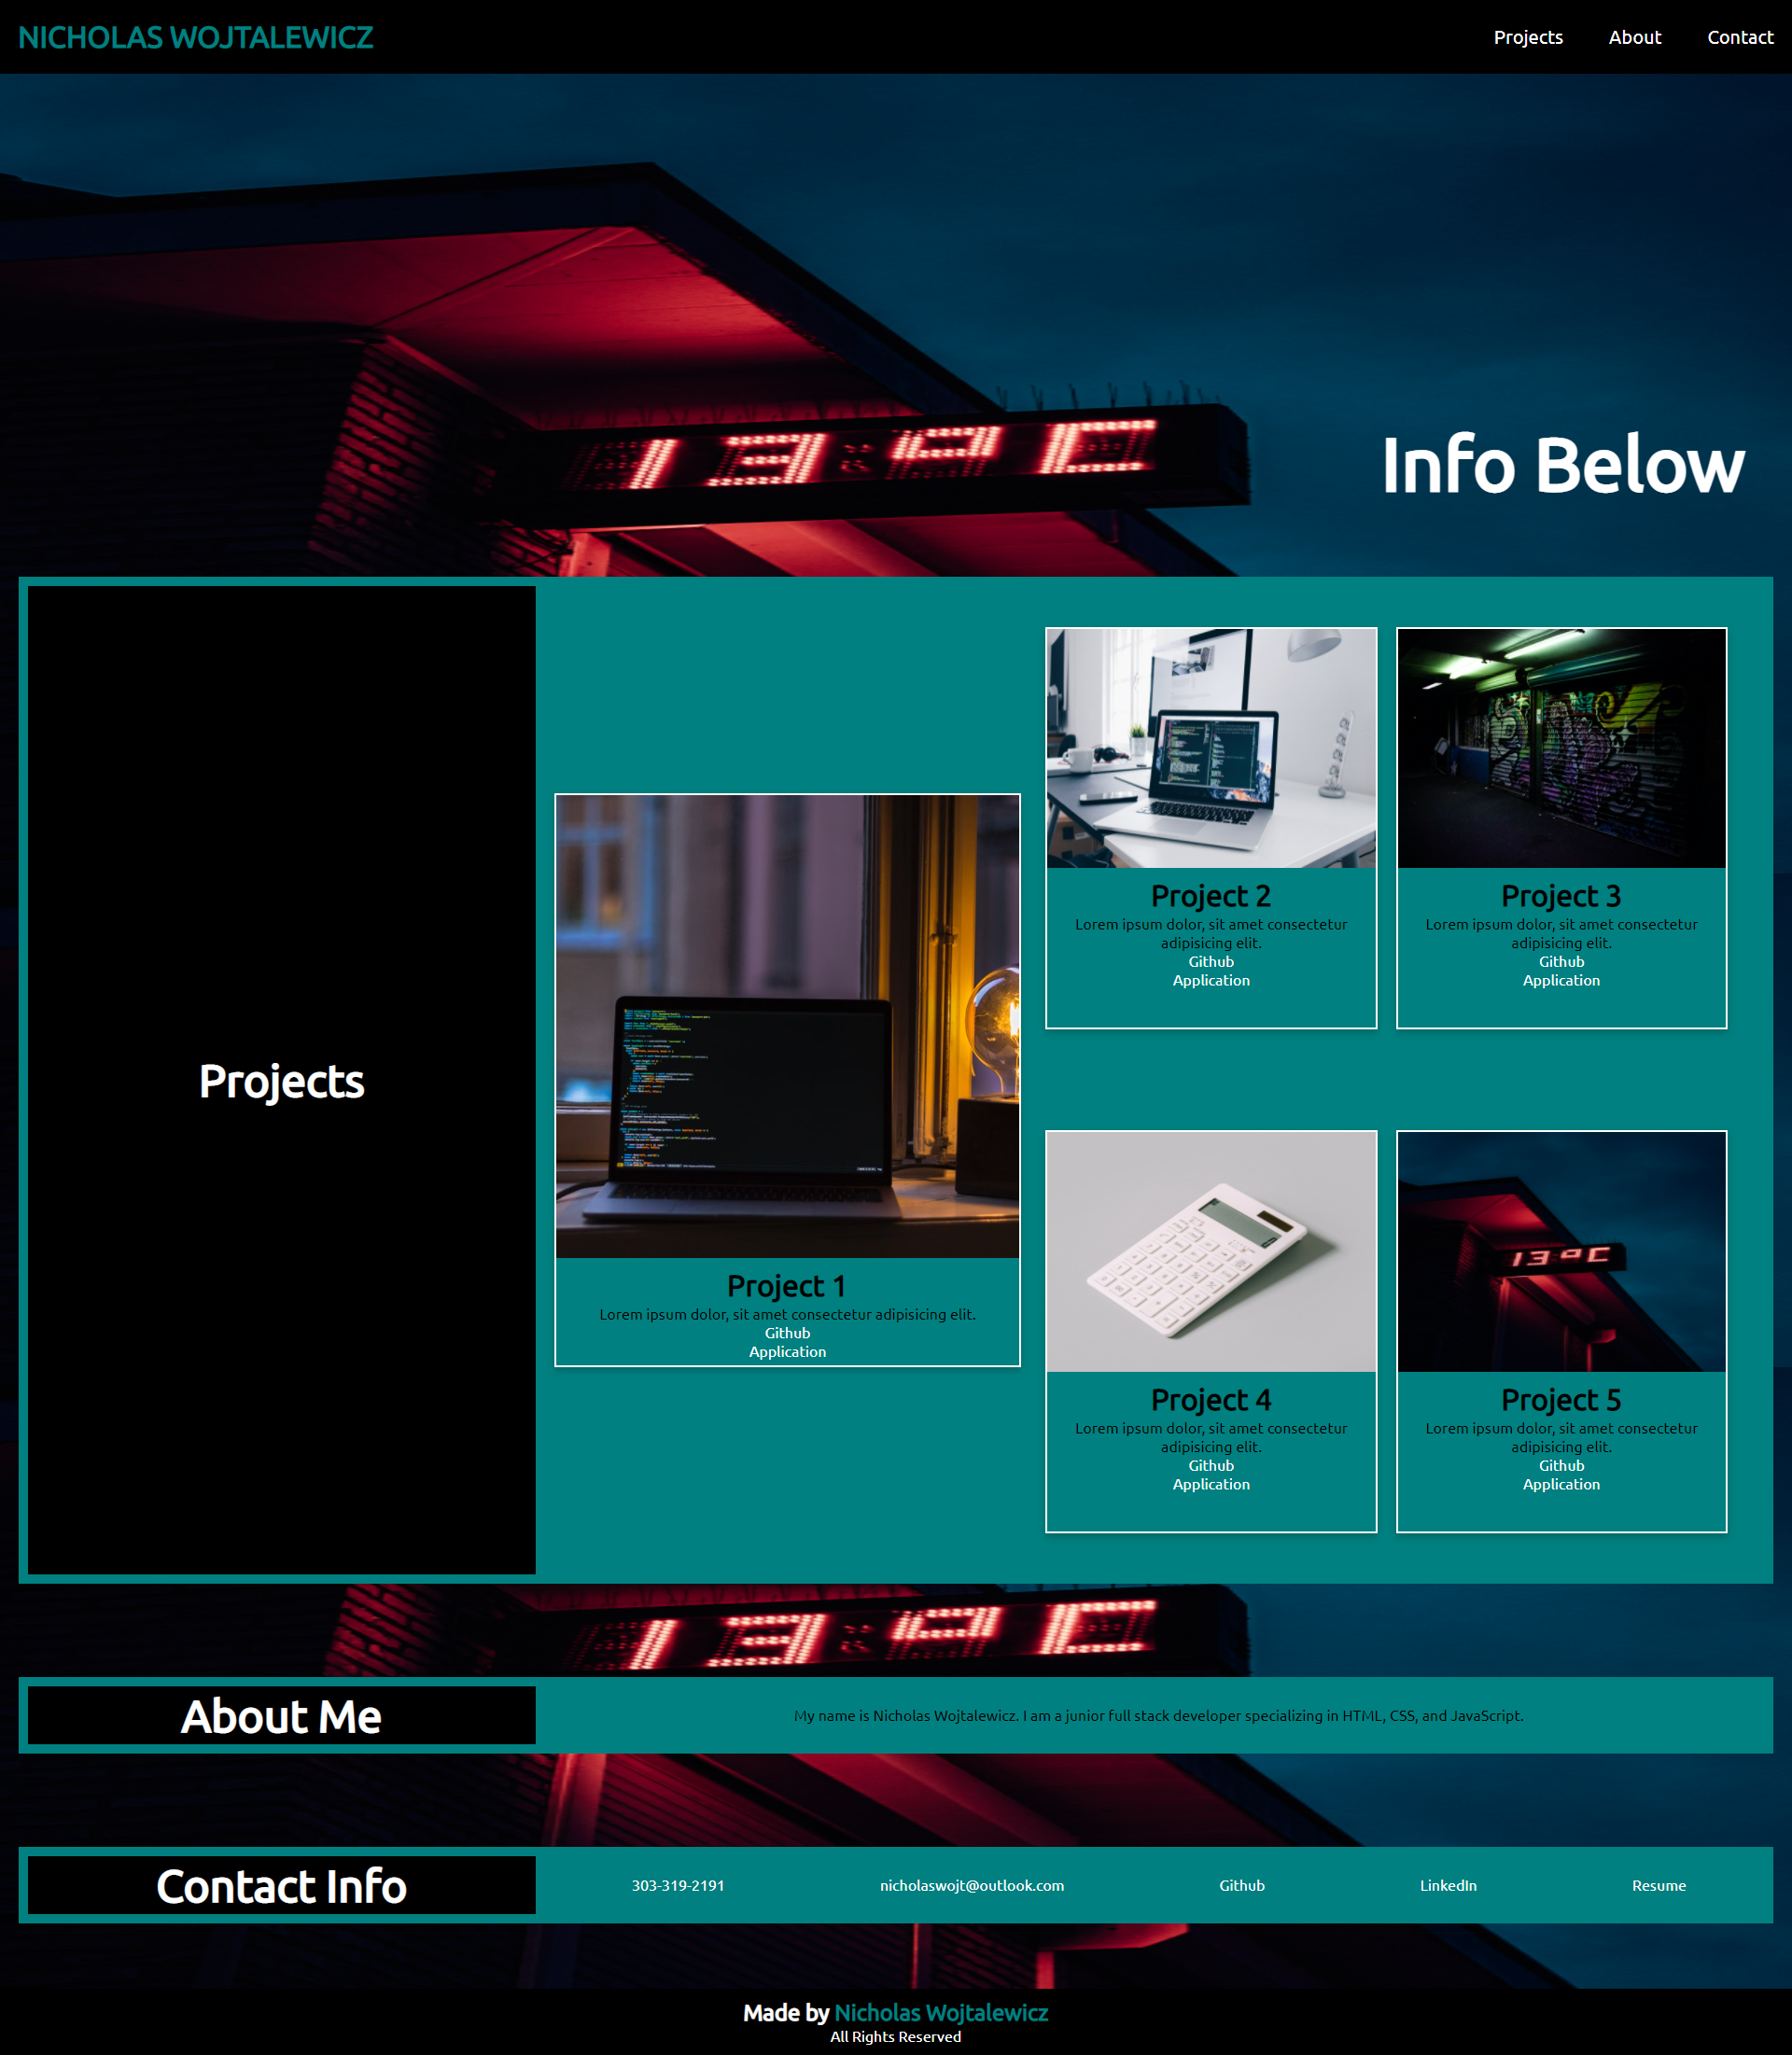 NICHOLAS WOJTALEWICZ
Projects
About
Contact
13°C
Info Below
Projects
Project 1
Lorem ipsum dolor, sit amet consectetur adipisicing elit.
Github
Application
Project 2
Lorem ipsum dolor, sit amet consectetur
adipisicing elit.
Github
Application
Project 3
Lorem ipsum dolor, sit amet consectetur
adipisicing elit.
Github
Application
Project 4
Lorem ipsum dolor, sit amet consectetur
adipisicing elit.
Github
Application
13°C
Project 5
Lorem ipsum dolor, sit amet consectetur
adipisicing elit.
Github
Application
13°C
About Me
My name is Nicholas Wojtalewicz. I am a junior full stack developer specializing in HTML, CSS, and JavaScript.
Contact Info
303-319-2191
nicholaswojt@outlook.com
Github
LinkedIn
Resume
Made by Nicholas Wojtalewicz
All Rights Reserved